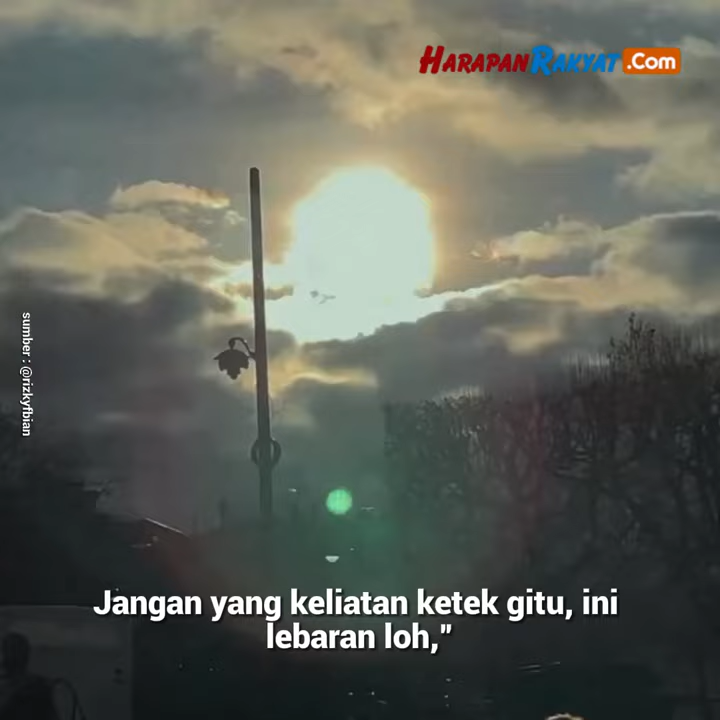 HARAPANRAKYAT.Com
sumber : @rizkyfbian
Jangan yang keliatan ketek gitu, ini
lebaran loh,”